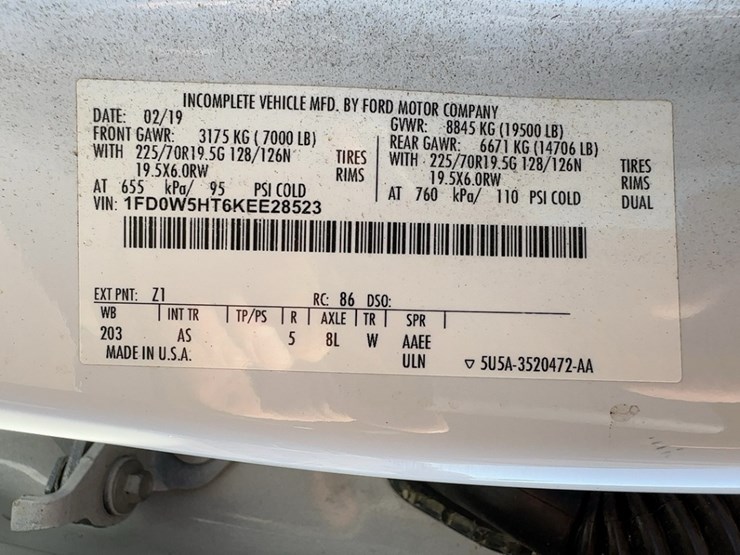 INCOMPLETE VEHICLE MFD. BY FORD MOTOR COMPANY
DATE: 02/19 GVWR: 8845 KG (19500 LB)
FRONT GAWR: 3175 KG ( 7000 LB) REAR GAWR: 6671 KG (14706 LB)
WITH 225/70R19.5G 128/126N TIRES WITH 225/70R19.5G 128/126N TIRES
19.5X6.0RW RIMS 19.5X6.0RW RIMS
AT 655 kPa/ 95 PSI COLD AT 760 kPa/ 110 PSI COLD DUAL
VIN: 1FD0W5HT6KEE28523
EXT PNT: Z1 RC: 86 DSO:
WB INT TR TP/PS R AXLE TR SPR
203 AS 5 8L W AAEE
MADE IN U.S.A. ULN ▽ 5U5A-3520472-AA